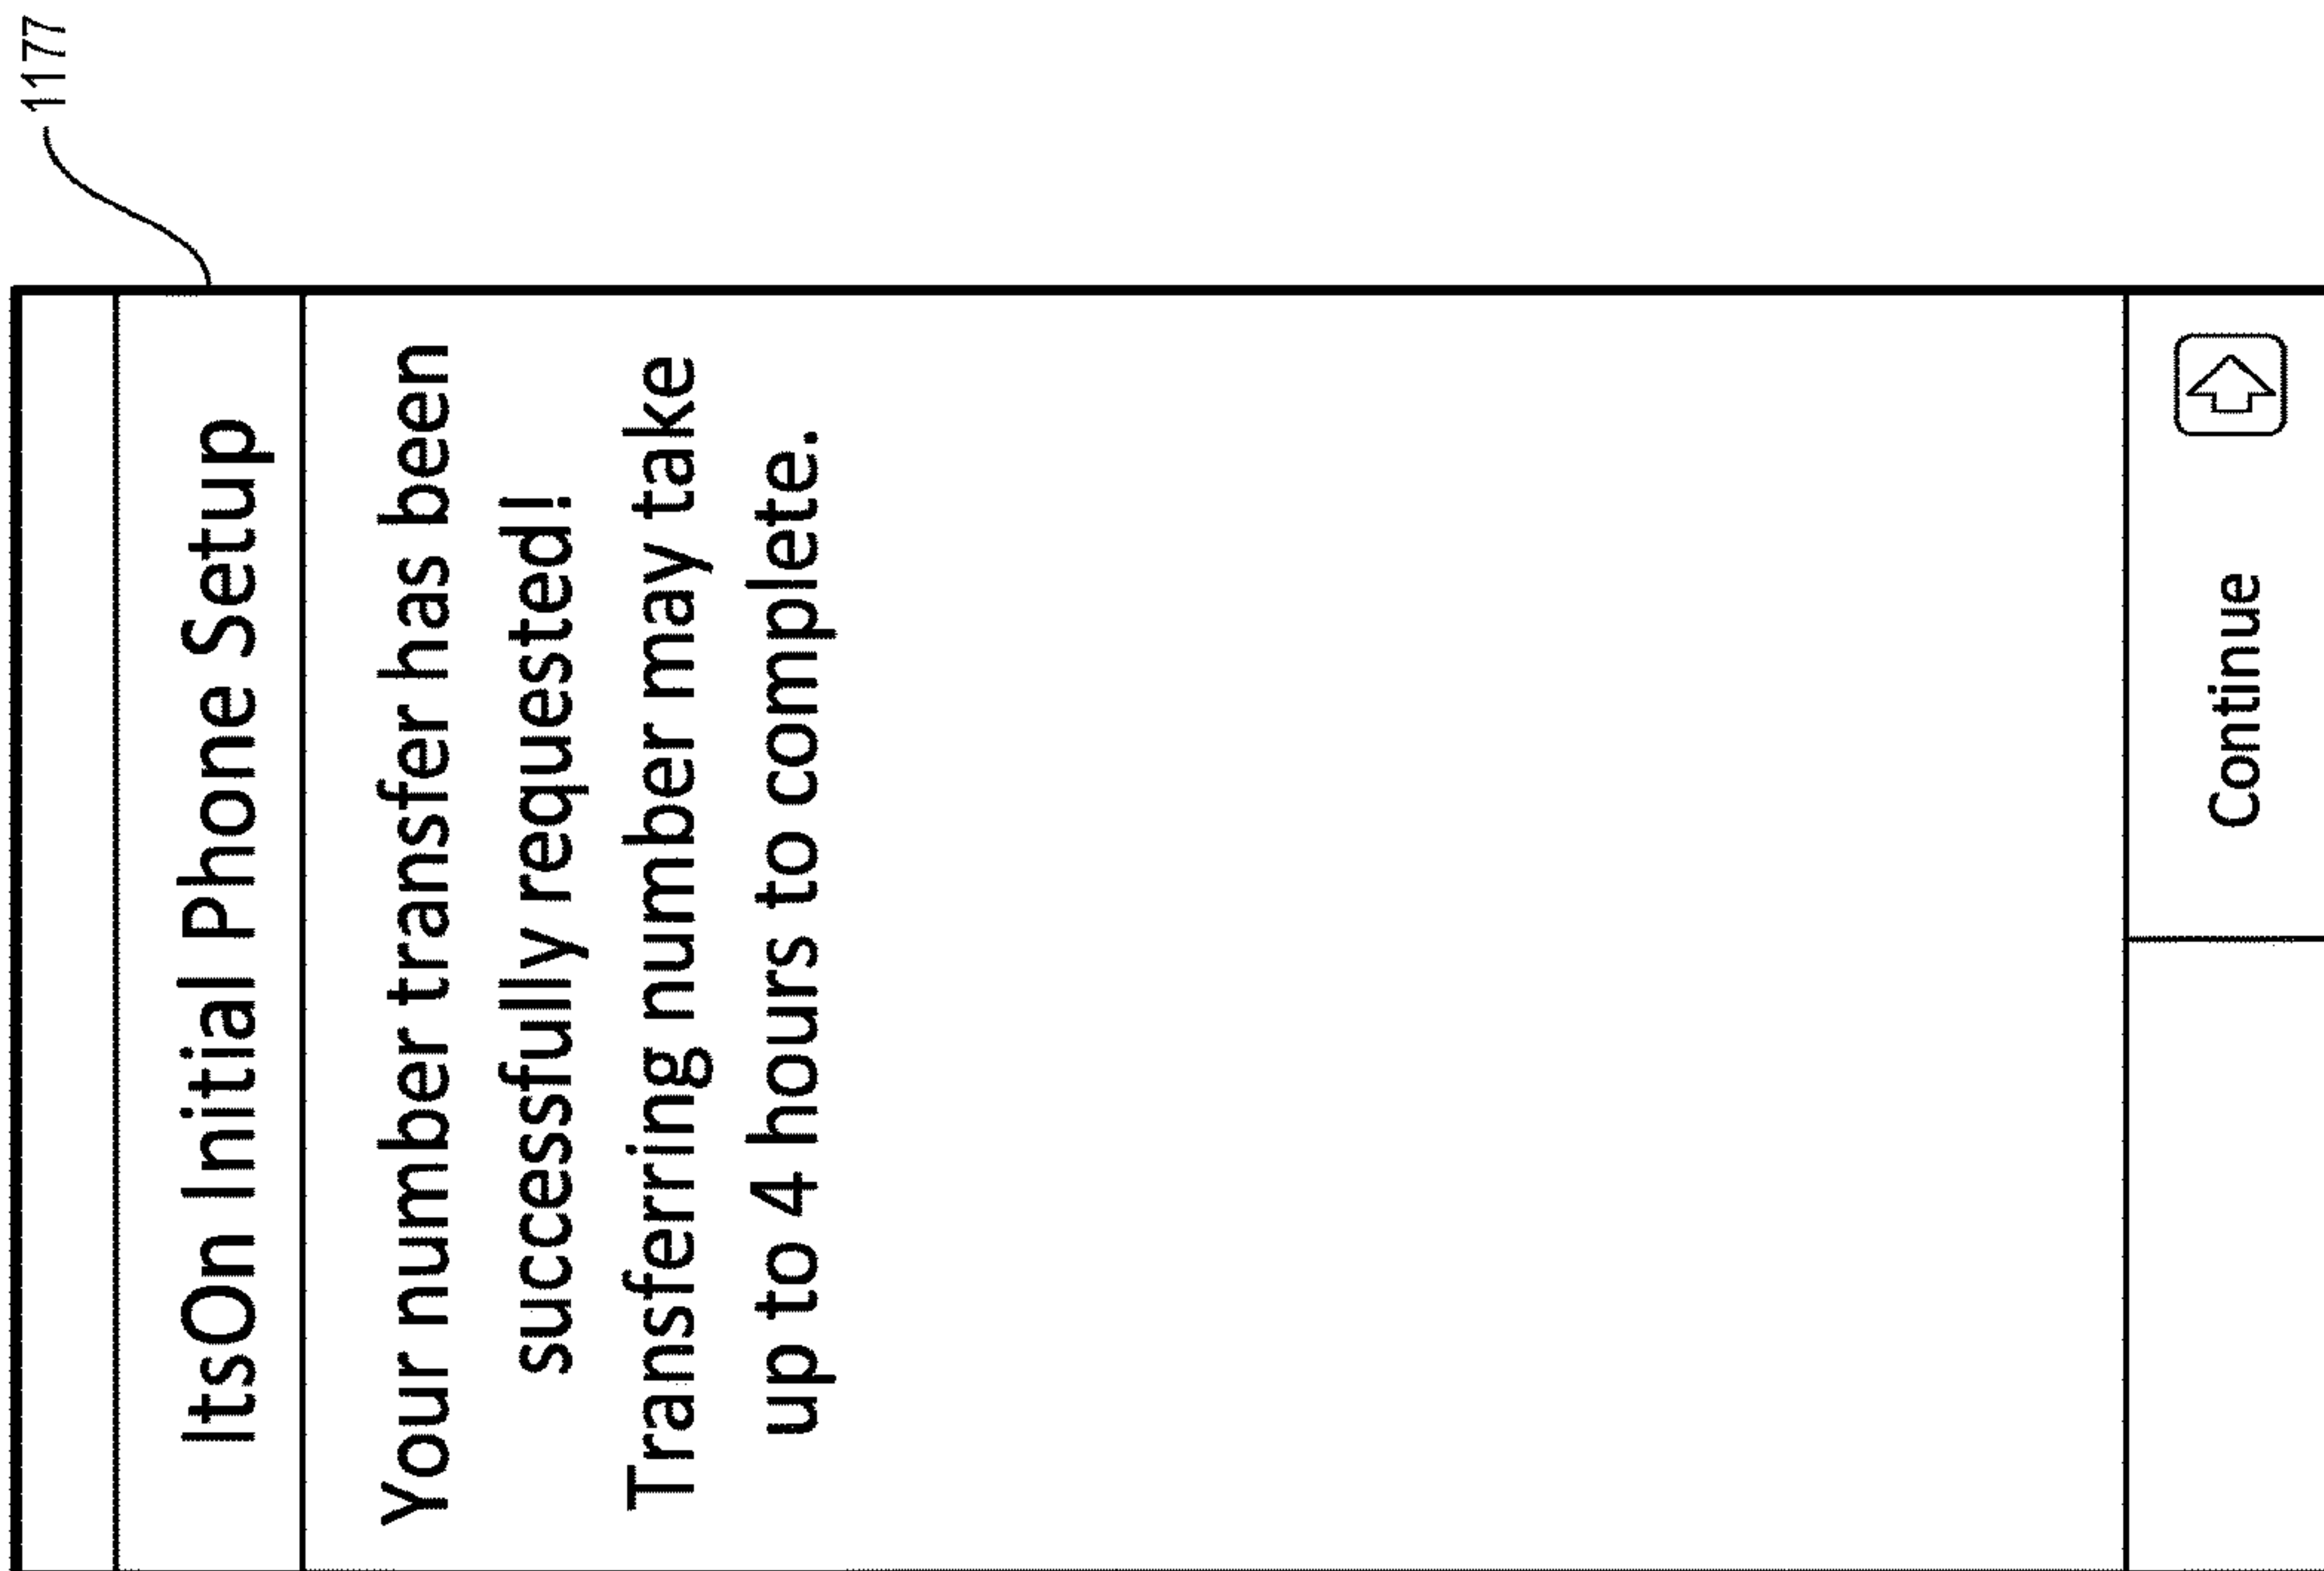 1177
ItsOn Initial Phone Setup
Your number transfer has been
successfully requested!
Transferring number may take
up to 4 hours to complete.
Continue